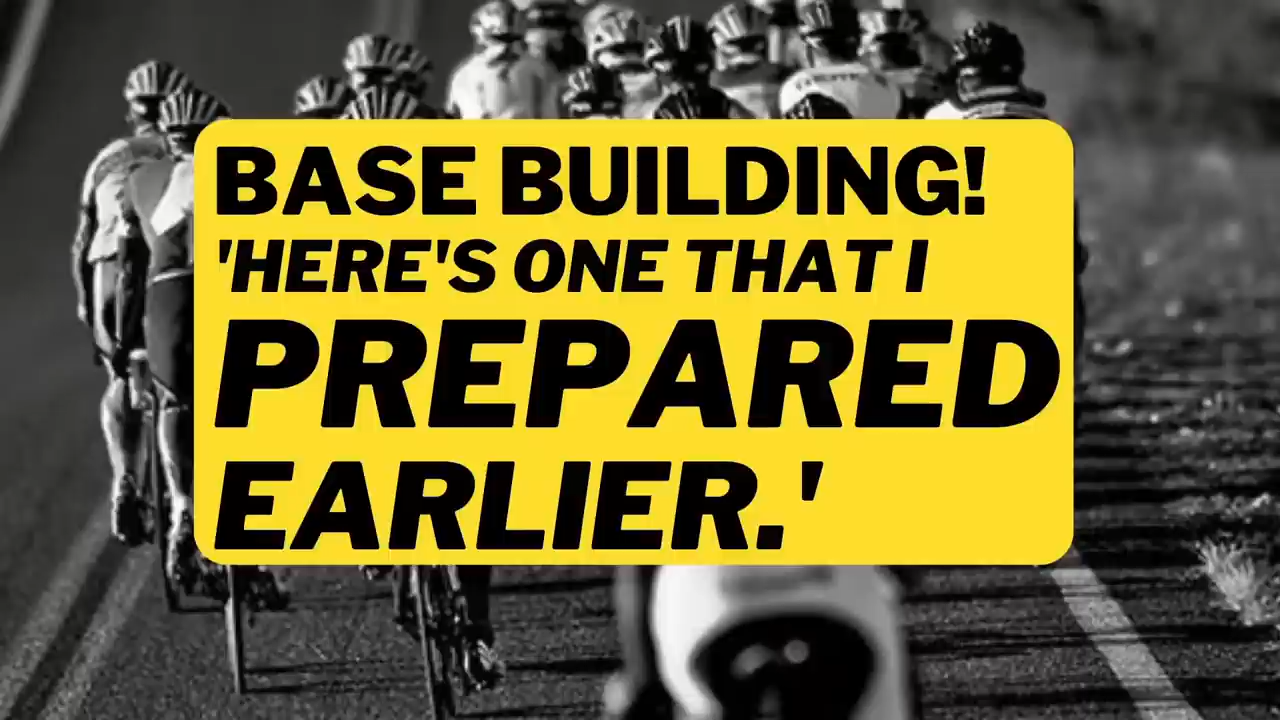 BASE BUILDING!
'HERE'S ONE THAT I
PREPARED
EARLIER.'